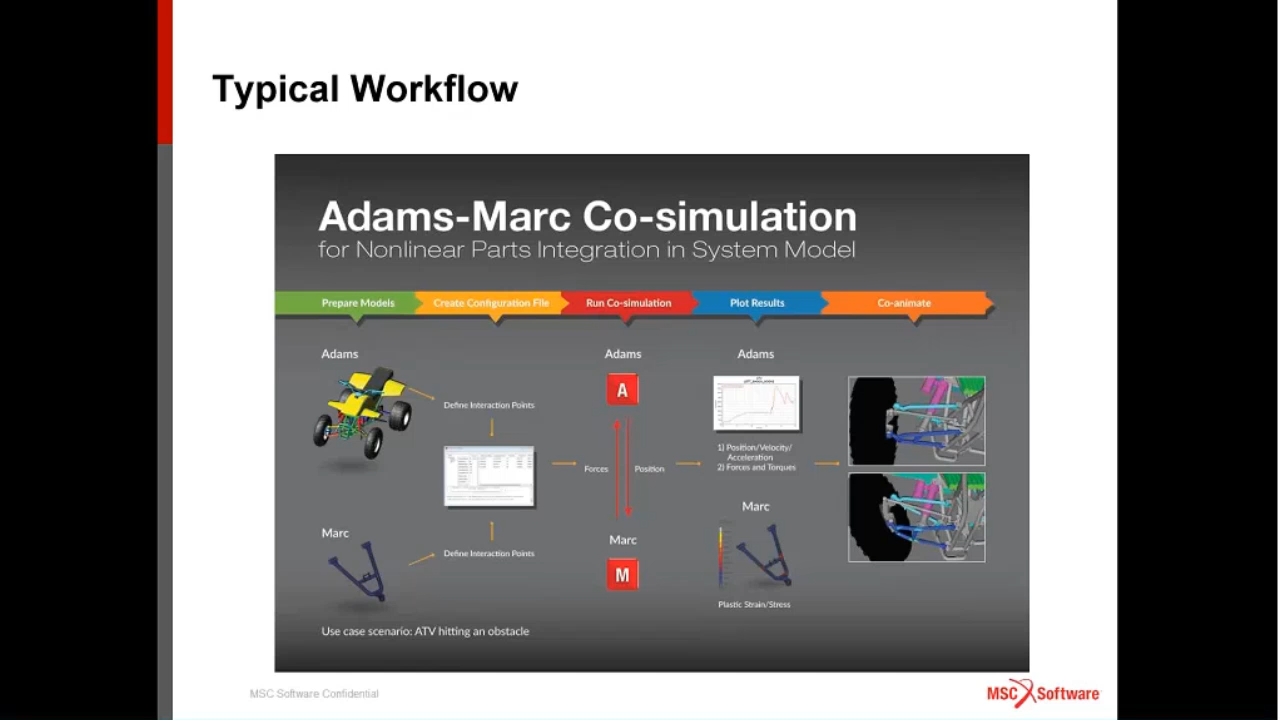 Typical Workflow
Adams-Marc Co-simulation
for Nonlinear Parts Integration in System Model
Prepare Models
Create Configuration File
Run Co-simulation
Plot Results
Co-animate
Adams
Define Interaction Points
Marc
Define Interaction Points
Use case scenario: ATV hitting an obstacle
Adams
A
Forces
Position
Marc
M
Adams
1) Position/Velocity/
Acceleration
2) Forces and Torques
Marc
Plastic Strain/Stress
MSC Software Confidential
MSC Software